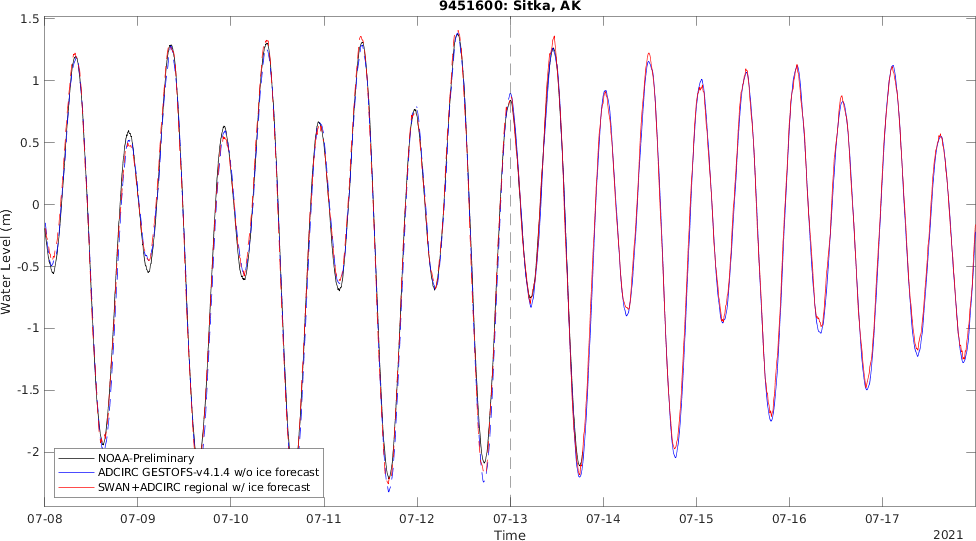 9451600: Sitka, AK
1.5
1
0.5
0
-0.5
-1
-1.5
-2
Water Level (m)
NOAA-Preliminary
ADCIRC GESTOFS-v4.1.4 w/o ice forecast
SWAN+ADCIRC regional w/ ice forecast
07-08 07-09 07-10 07-11 07-12 07-13 07-14 07-15 07-16 07-17
Time
2021